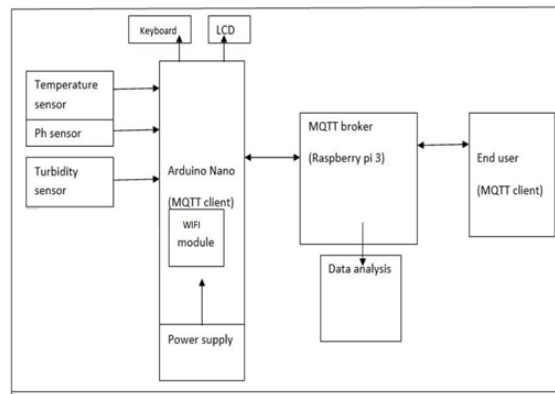 Keyboard
LCD
Temperature
sensor
Ph sensor
Turbidity
sensor
Arduino Nano
(MQTT client)
WIFI
module
Power supply
MQTT broker
(Raspberry pi 3)
Data analysis
End user
(MQTT client)